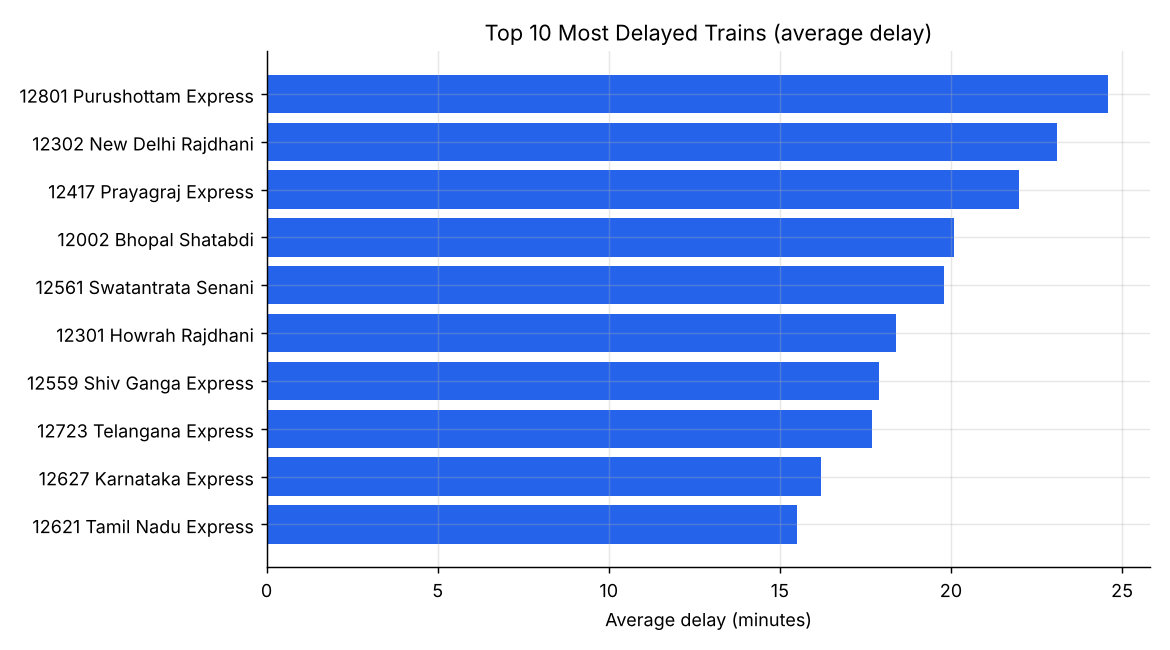 Top 10 Most Delayed Trains (average delay)
12801 Purushottam Express
12302 New Delhi Rajdhani
12417 Prayagraj Express
12002 Bhopal Shatabdi
12561 Swatantrata Senani
12301 Howrah Rajdhani
12559 Shiv Ganga Express
12723 Telangana Express
12627 Karnataka Express
12621 Tamil Nadu Express
0 5 10 15 20 25
Average delay (minutes)